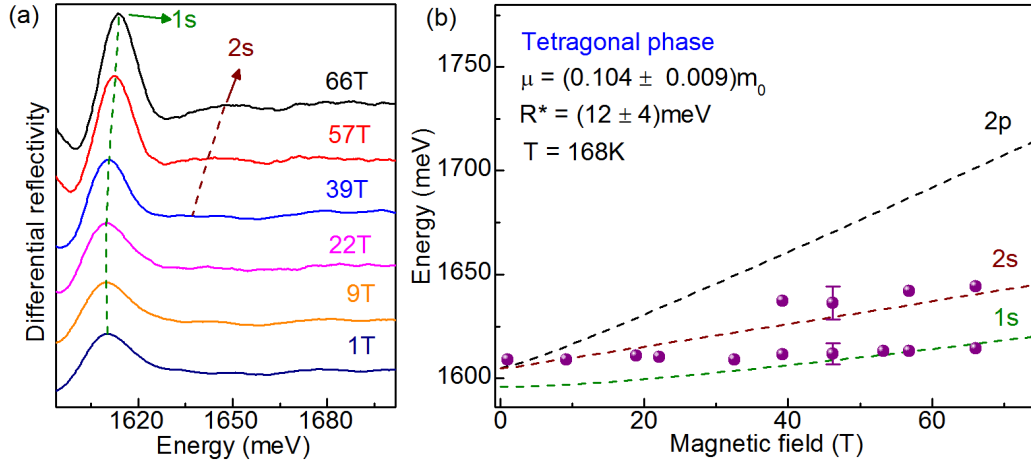 (a)
1s
2s
66T
57T
39T
22T
9T
1T
Differential reflectivity
1620 1650 1680
Energy (meV)
(b)
Tetragonal phase
μ = (0.104 ± 0.009)m₀
R* = (12 ± 4)meV
T = 168K
2p
2s
1s
1750
1700
1650
1600
Energy (meV)
0 20 40 60
Magnetic field (T)